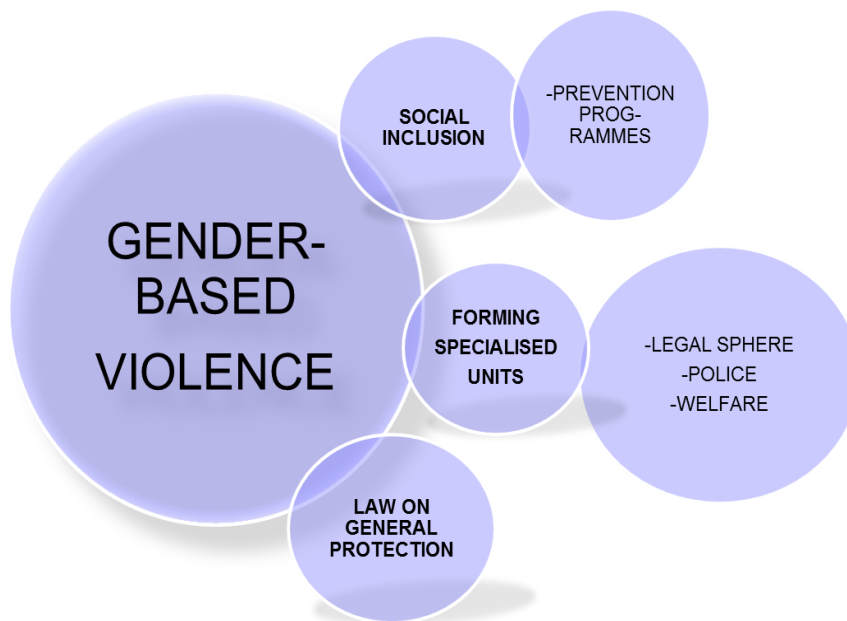 GENDER-
BASED
VIOLENCE
SOCIAL
INCLUSION
-PREVENTION
PROG-
RAMMES
FORMING
SPECIALISED
UNITS
-LEGAL SPHERE
-POLICE
-WELFARE
LAW ON
GENERAL
PROTECTION